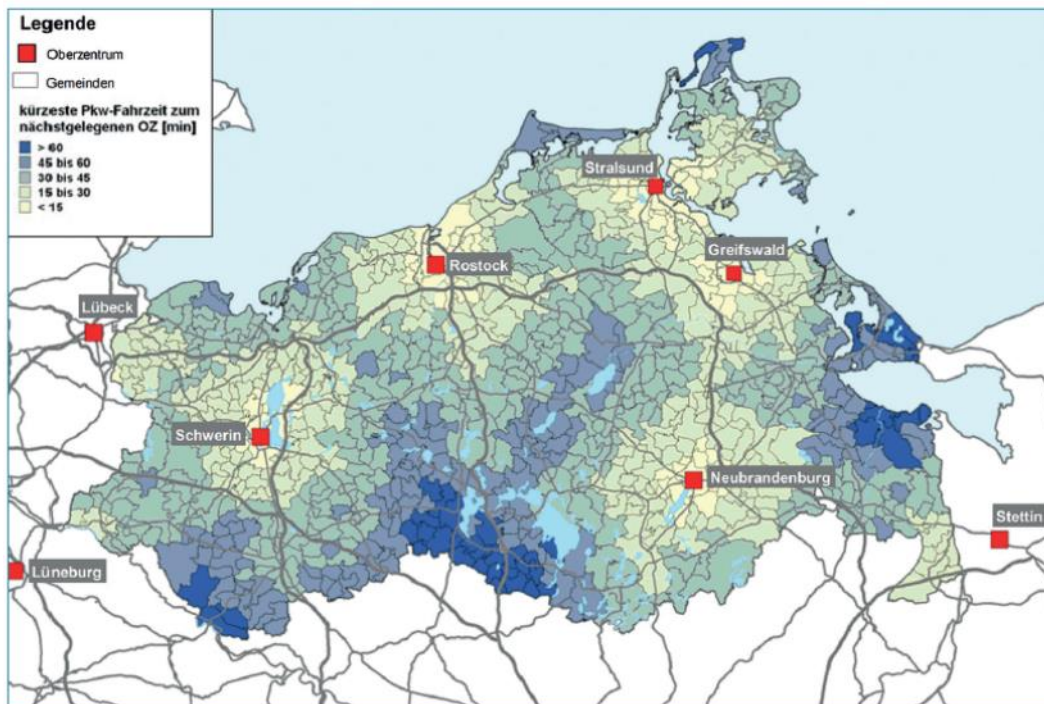 Legende
Oberzentrum
Gemeinden
kürzeste Pkw-Fahrzeit zum
nächstgelegenen OZ [min]
> 60
45 bis 60
30 bis 45
15 bis 30
< 15
Stralsund
Greifswald
Rostock
Lübeck
Schwerin
Neubrandenburg
Stettin
Lüneburg